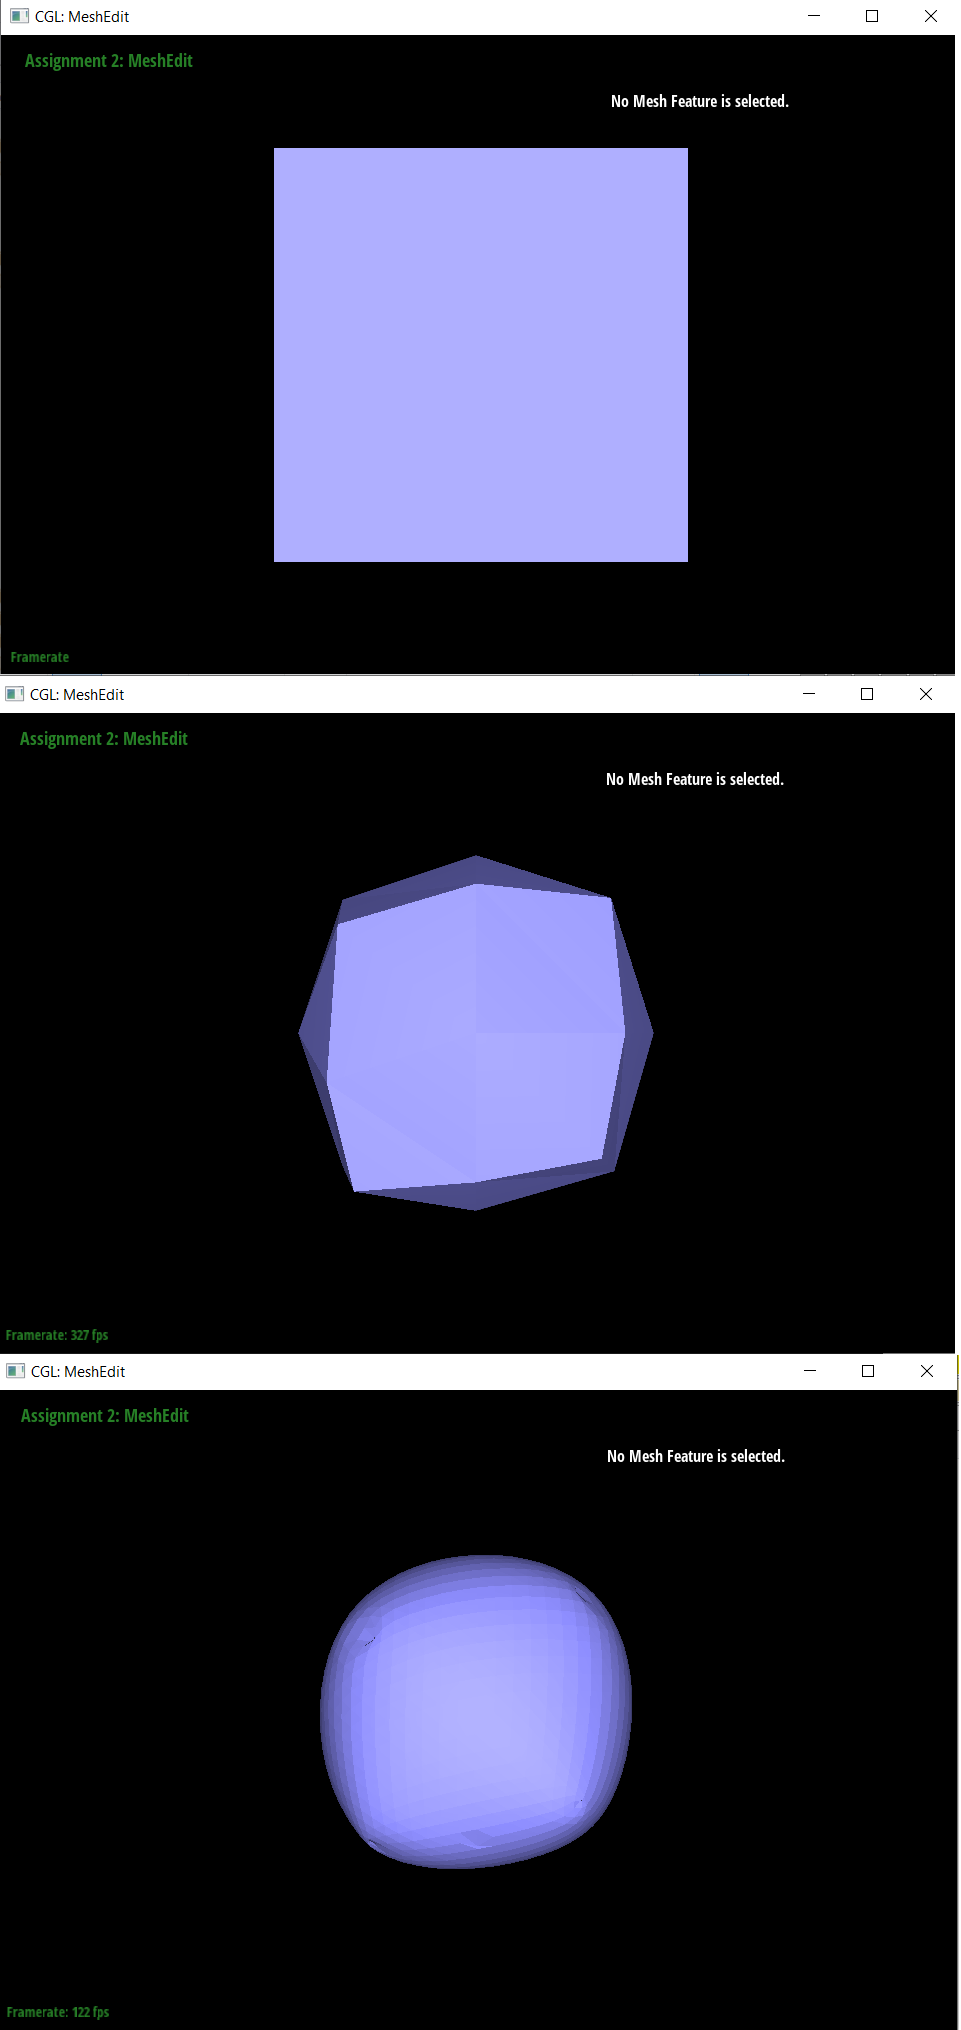 CGL: MeshEdit
Assignment 2: MeshEdit
No Mesh Feature is selected.
Framerate
CGL: MeshEdit
Assignment 2: MeshEdit
No Mesh Feature is selected.
Framerate: 327 fps
CGL: MeshEdit
Assignment 2: MeshEdit
No Mesh Feature is selected.
Framerate: 122 fps